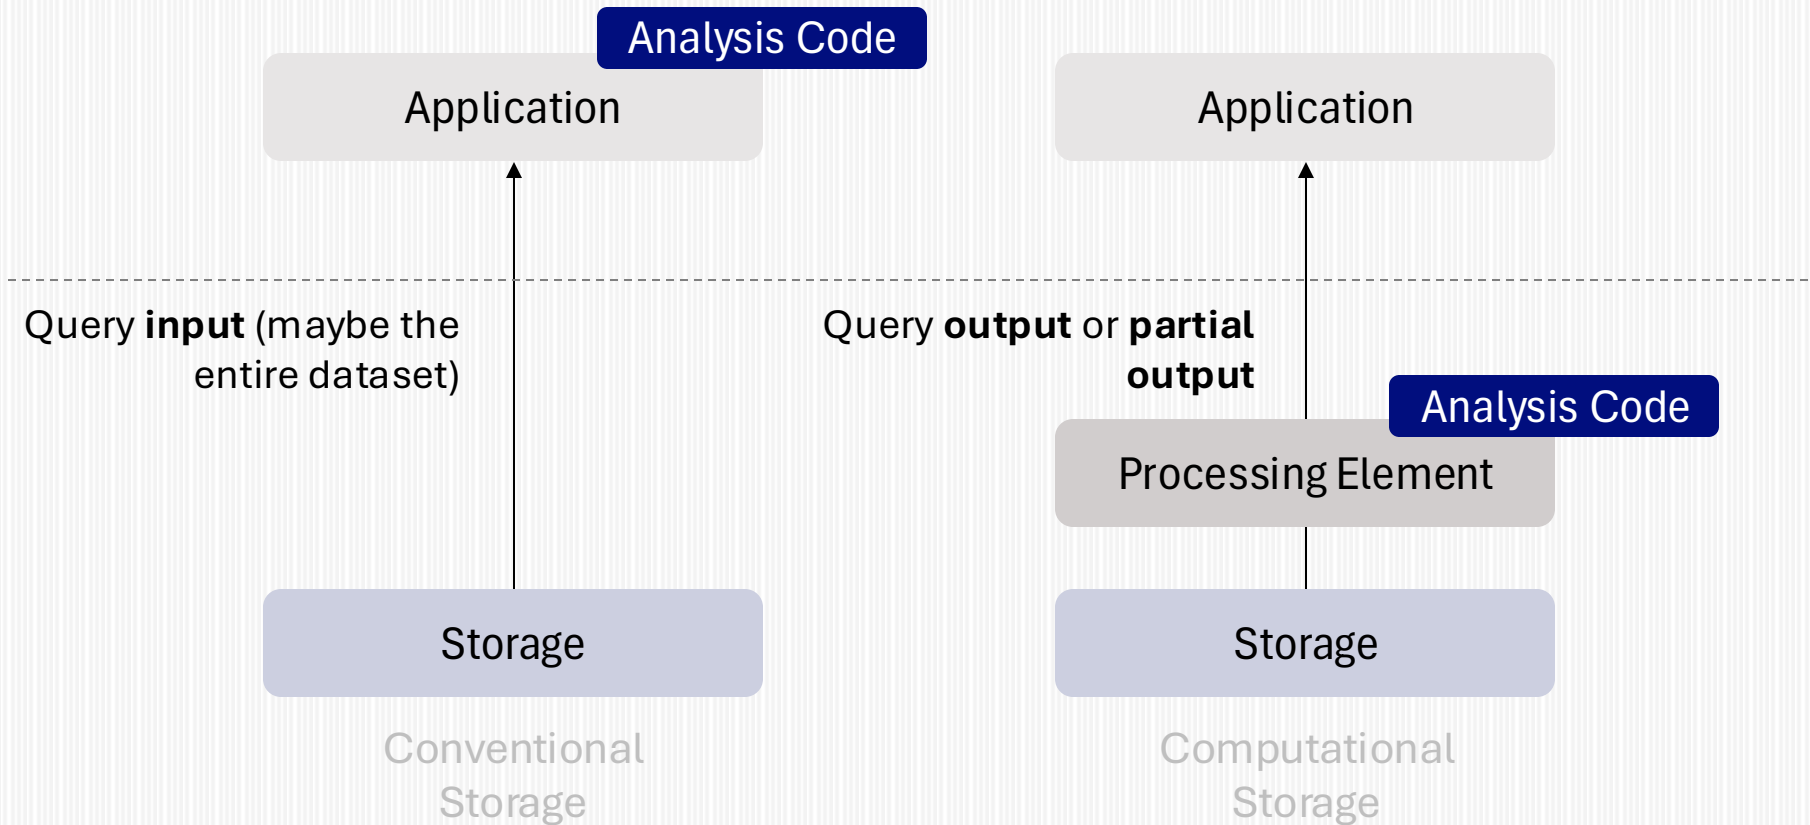 Analysis Code
Application
Query input (maybe the
entire dataset)
Storage
Conventional
Storage
Application
Query output or partial
output
Analysis Code
Processing Element
Storage
Computational
Storage